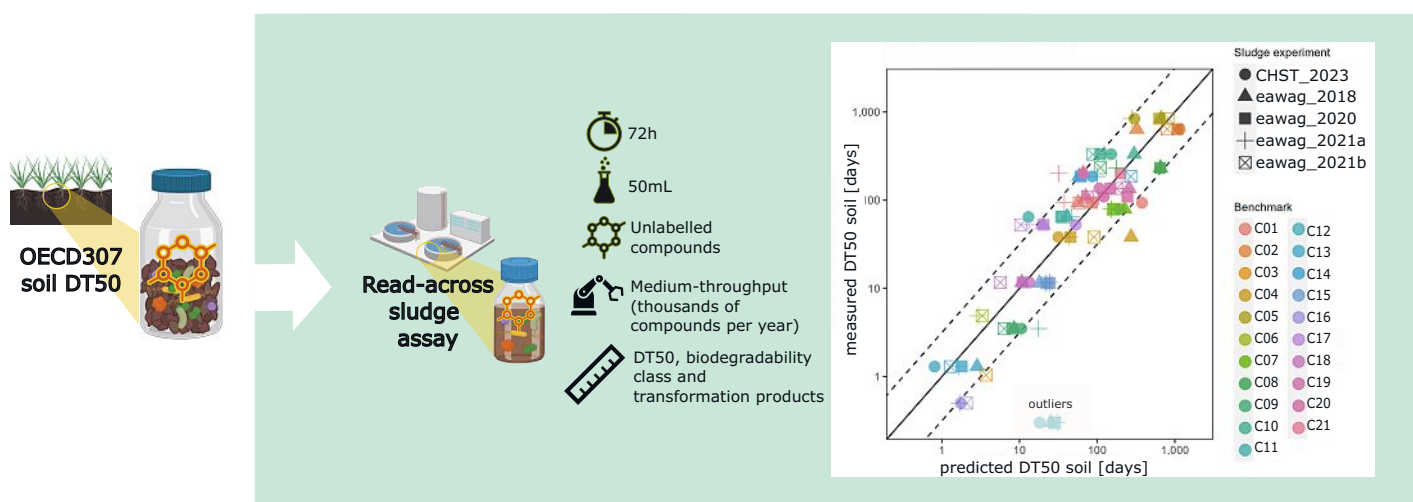 OECD307
soil DT50
Read-across
sludge
assay
72h
50mL
Unlabelled
compounds
Medium-throughput
(thousands of
compounds per year)
DT50, biodegradability
class and
transformation products
measured DT50 soil [days]
1,000
100
10
1
outliers
1
10
100
1,000
predicted DT50 soil [days]
Sludge experiment
CHST_2023
eawag_2018
eawag_2020
eawag_2021a
eawag_2021b
Benchmark
C01
C02
C03
C04
C05
C06
C07
C08
C09
C10
C11
C12
C13
C14
C15
C16
C17
C18
C19
C20
C21